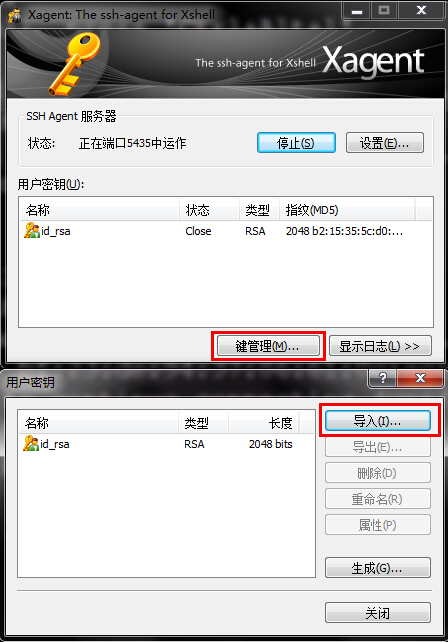 Xagent: The ssh-agent for Xshell
The ssh-agent for Xshell Xagent
SSH Agent 服务器
状态: 正在端口5435中运作 停止(S) 设置(E)...
用户密钥(U):
名称 状态 类型 指纹(MD5)
id_rsa Close RSA 2048 b2:15:35:5c:d0:...
键管理(M)... 显示日志(L) >>
用户密钥 ?
名称 类型 长度
id_rsa RSA 2048 bits
导入(I)...
导出(E)...
删除(D)
重命名(R)
属性(P)
生成(G)...
关闭